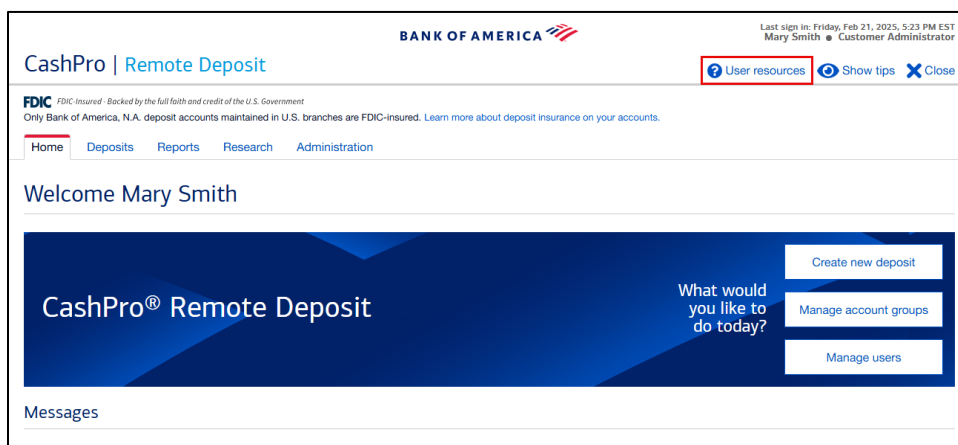 BANK OF AMERICA
Last sign in: Friday, Feb 21, 2025, 5:23 PM EST
Mary Smith ● Customer Administrator
CashPro | Remote Deposit
? User resources Show tips Close
FDIC FDIC-Insured - Backed by the full faith and credit of the U.S. Government
Only Bank of America, N.A. deposit accounts maintained in U.S. branches are FDIC-insured. Learn more about deposit insurance on your accounts.
Home Deposits Reports Research Administration
Welcome Mary Smith
CashPro® Remote Deposit
What would
you like to
do today?
Create new deposit
Manage account groups
Manage users
Messages